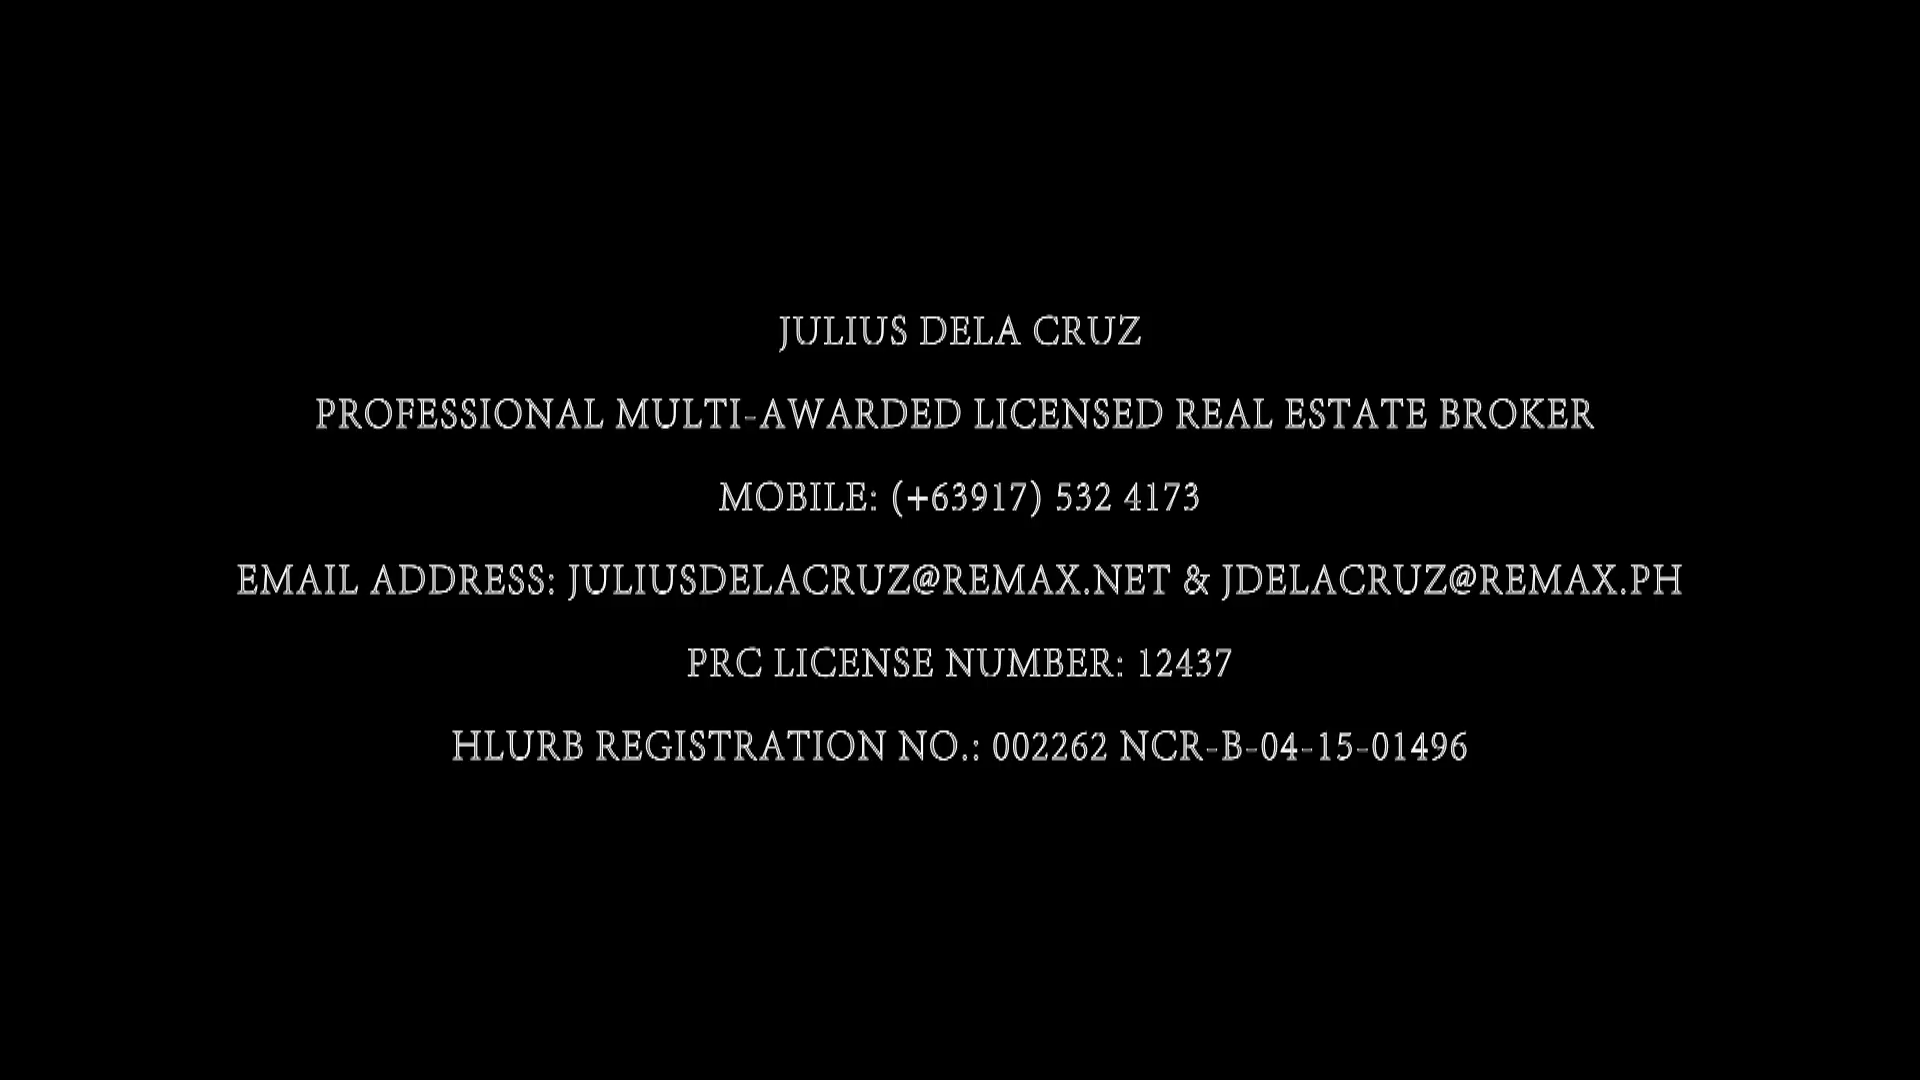 JULIUS DELA CRUZ
PROFESSIONAL MULTI-AWARDED LICENSED REAL ESTATE BROKER
MOBILE: (+63917) 532 4173
EMAIL ADDRESS: JULIUSDELACRUZ@REMAX.NET & JDELACRUZ@REMAX.PH
PRC LICENSE NUMBER: 12437
HLURB REGISTRATION NO.: 002262 NCR-B-04-15-01496